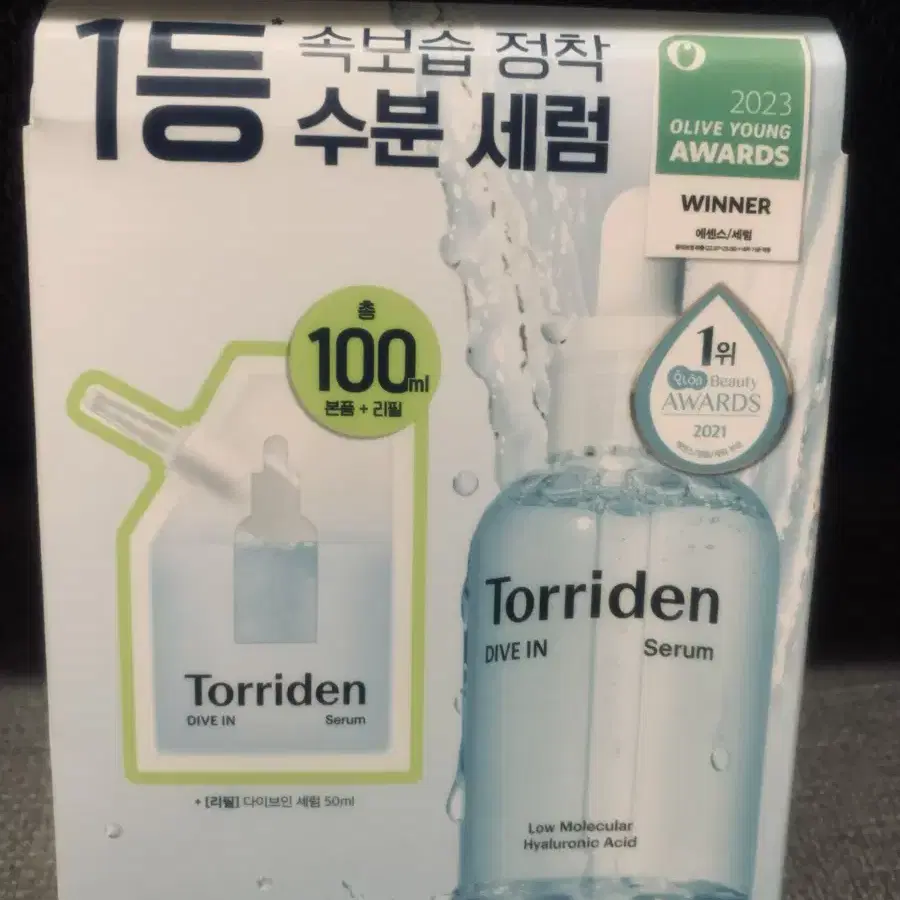 1등*
속보습 정착
수분 세럼
2023
OLIVE YOUNG
AWARDS
WINNER
에센스/세럼
총
100ml
본품 + 리필
1위
Beauty
AWARDS
2021
Torriden
DIVE IN Serum
+ [리필] 다이브인 세럼 50ml
Torriden
DIVE IN Serum
Low Molecular
Hyaluronic Acid